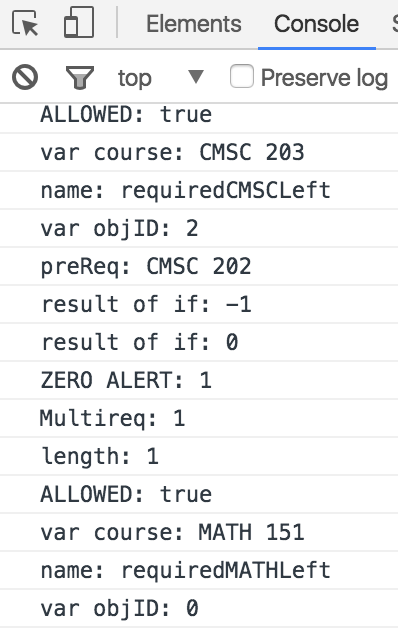 Elements Console
top Preserve log
ALLOWED: true
var course: CMSC 203
name: requiredCMSCLeft
var objID: 2
preReq: CMSC 202
result of if: -1
result of if: 0
ZERO ALERT: 1
Multireq: 1
length: 1
ALLOWED: true
var course: MATH 151
name: requiredMATHLeft
var objID: 0